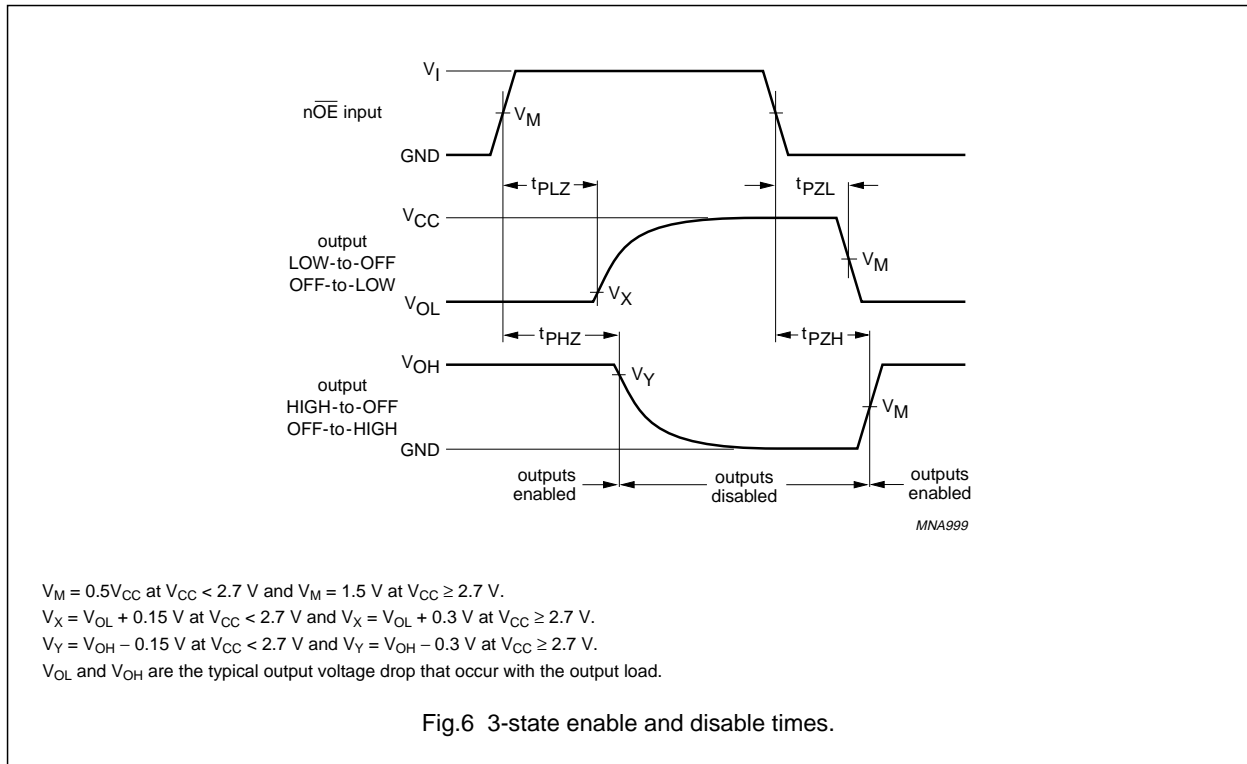 V_I
nO̅E̅ input
V_M
GND
t_PLZ
t_PZL
V_CC
output
LOW-to-OFF
OFF-to-LOW
V_M
V_X
V_OL
t_PHZ
t_PZH
V_OH
V_Y
output
HIGH-to-OFF
OFF-to-HIGH
V_M
GND
outputs
enabled
outputs
disabled
outputs
enabled
MNA999
V_M = 0.5V_CC at V_CC < 2.7 V and V_M = 1.5 V at V_CC ≥ 2.7 V.
V_X = V_OL + 0.15 V at V_CC < 2.7 V and V_X = V_OL + 0.3 V at V_CC ≥ 2.7 V.
V_Y = V_OH − 0.15 V at V_CC < 2.7 V and V_Y = V_OH − 0.3 V at V_CC ≥ 2.7 V.
V_OL and V_OH are the typical output voltage drop that occur with the output load.
Fig.6 3-state enable and disable times.